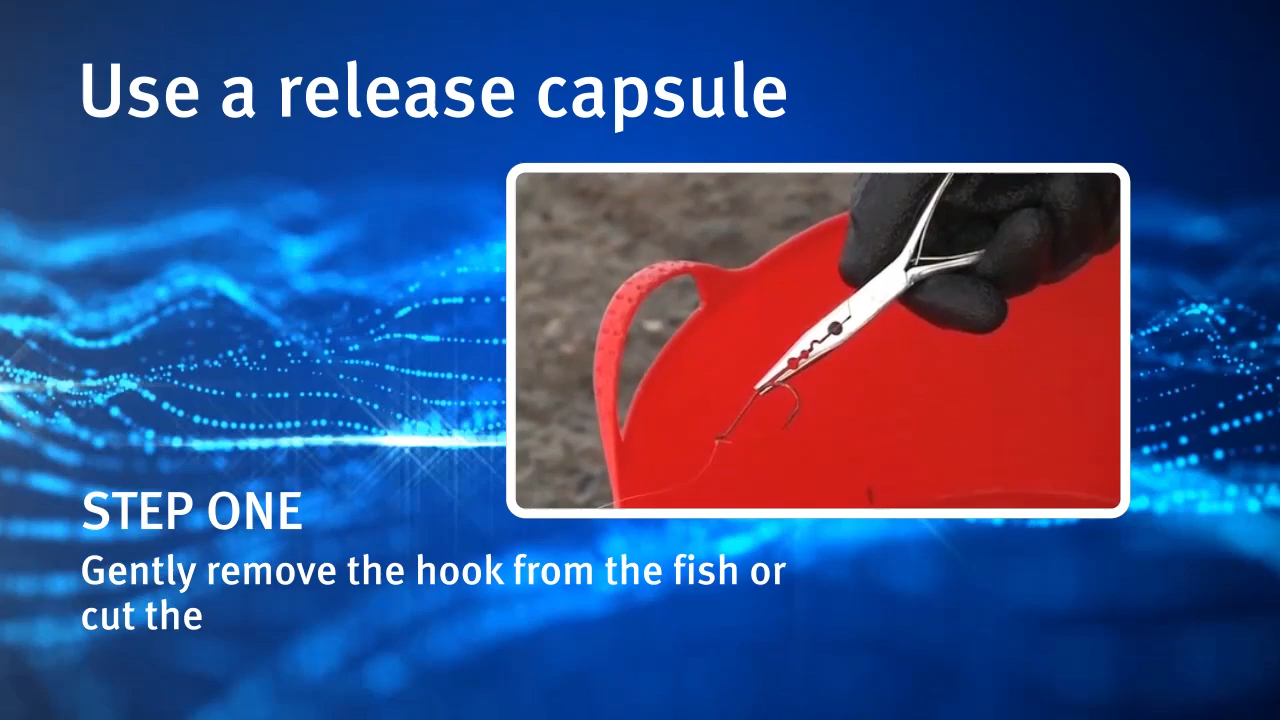 Use a release capsule
STEP ONE
Gently remove the hook from the fish or
cut the